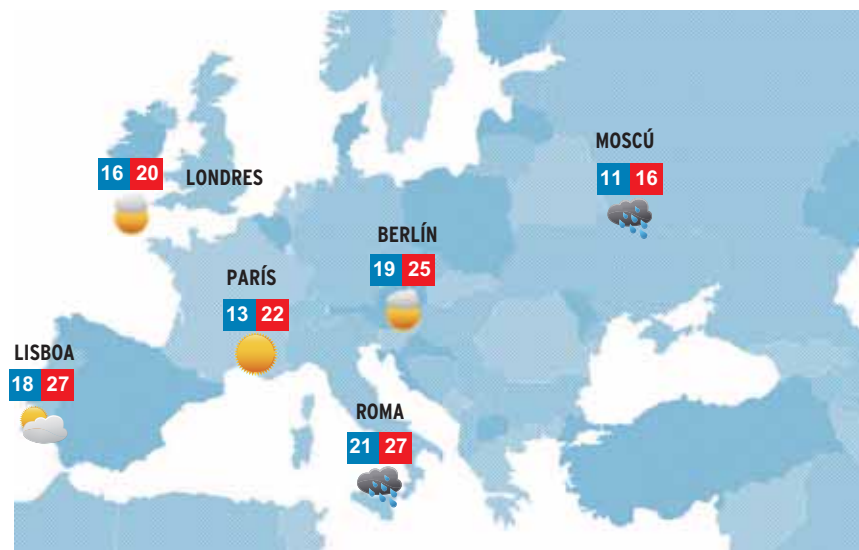 MOSCÚ
11 16
16 20
LONDRES
BERLÍN
19 25
PARÍS
13 22
LISBOA
18 27
ROMA
21 27